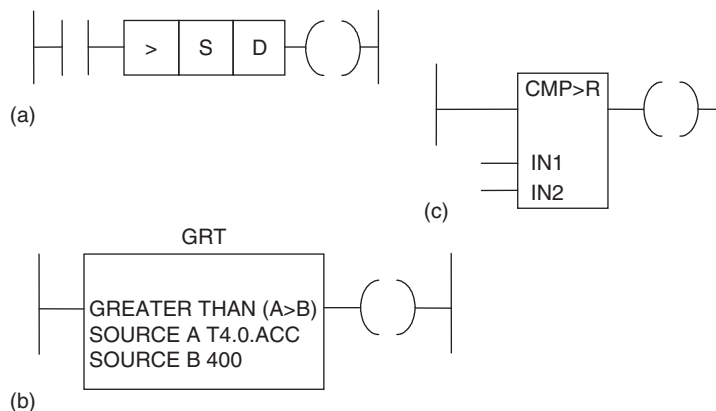 > S D
(a)
CMP>R
IN1
IN2
(c)
GRT
GREATER THAN (A>B)
SOURCE A T4.0.ACC
SOURCE B 400
(b)